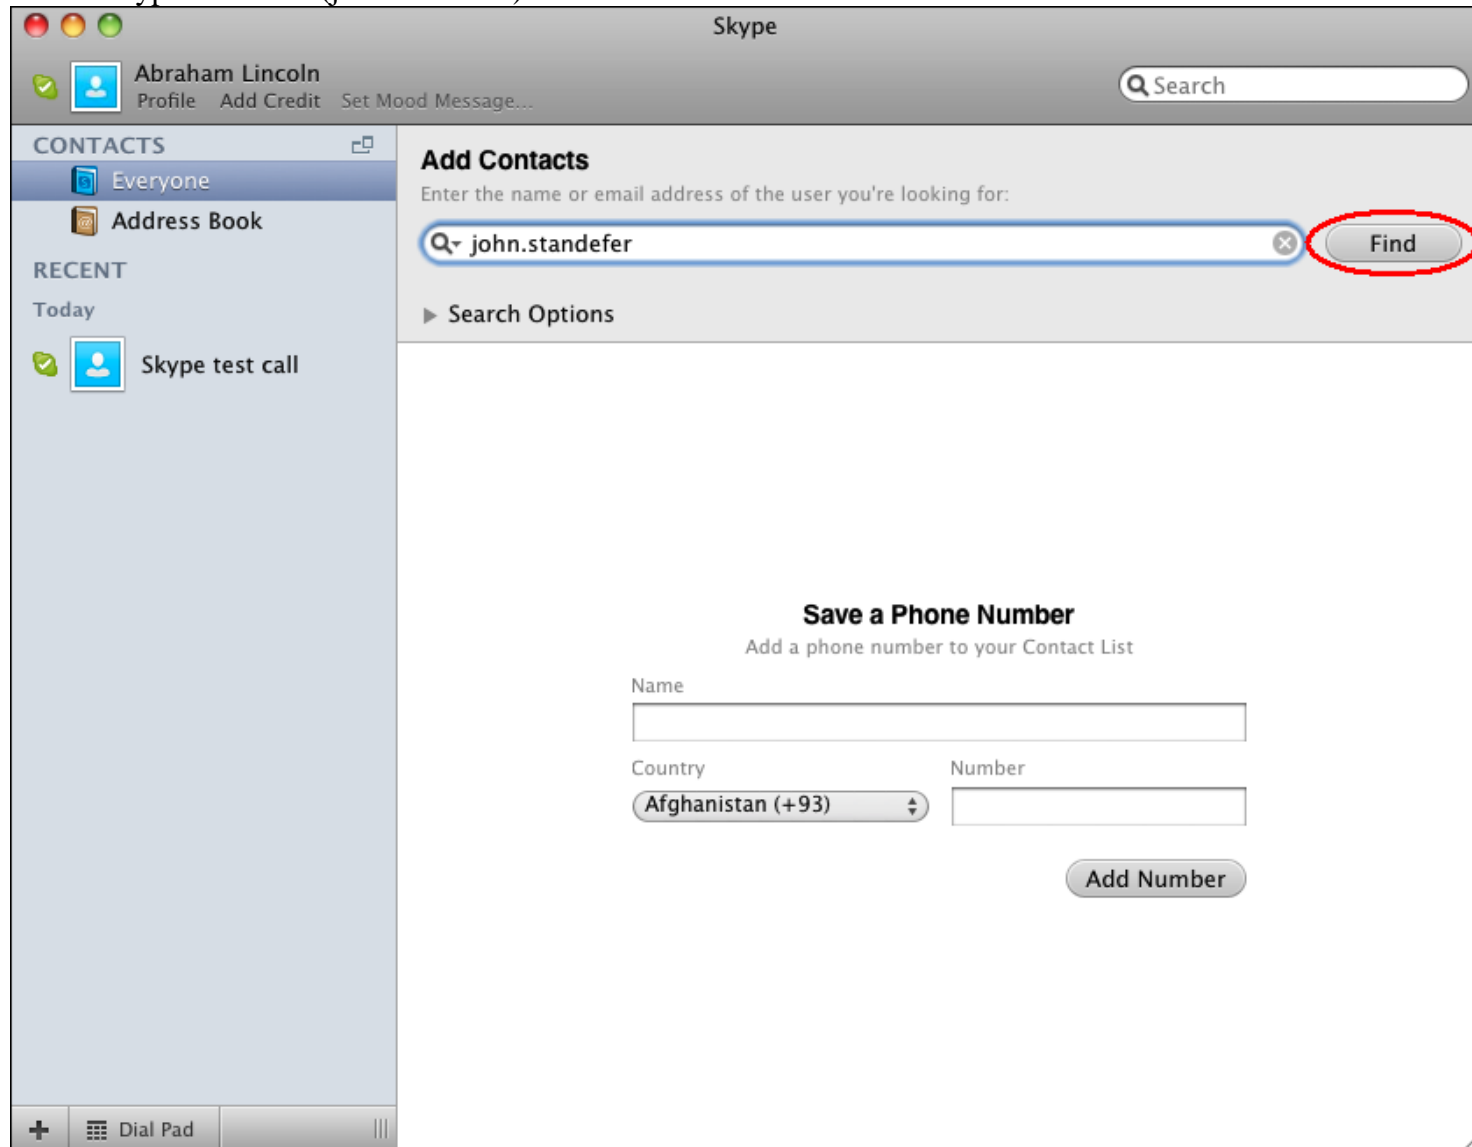 Skype
Abraham Lincoln
Profile Add Credit Set Mood Message...
Search
CONTACTS
Everyone
Address Book
RECENT
Today
Skype test call
Add Contacts
Enter the name or email address of the user you're looking for:
john.standefer
Find
Search Options
Save a Phone Number
Add a phone number to your Contact List
Name
Country Number
Afghanistan (+93)
Add Number
Dial Pad